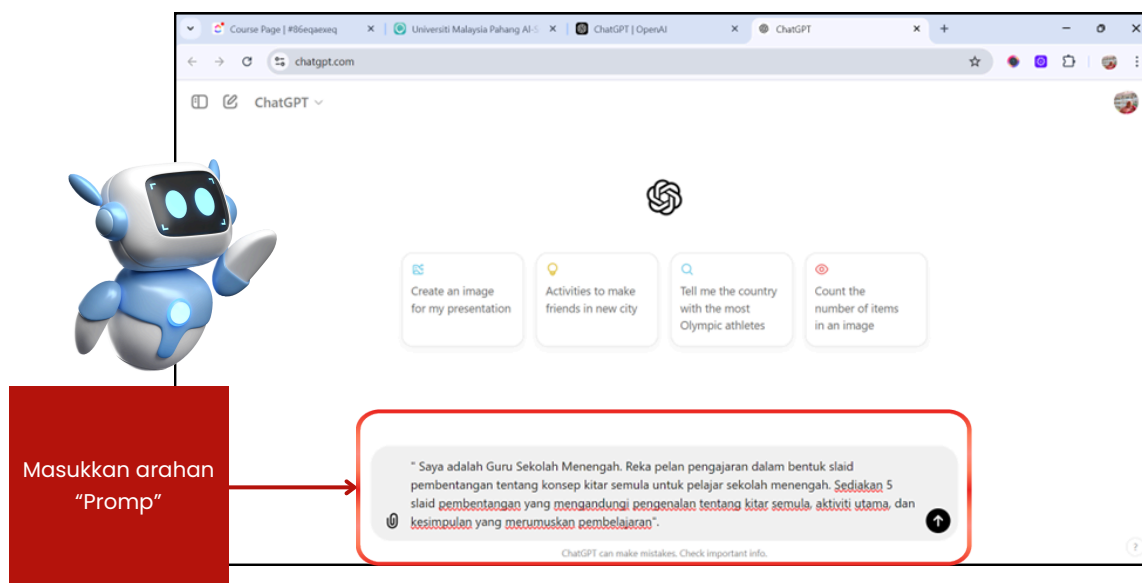 Course Page | #86eqaexeq
Universiti Malaysia Pahang Al-S
ChatGPT | OpenAI
ChatGPT
chatgpt.com
ChatGPT
Create an image
for my presentation
Activities to make
friends in new city
Tell me the country
with the most
Olympic athletes
Count the
number of items
in an image
Masukkan arahan
“Promp”
" Saya adalah Guru Sekolah Menengah. Reka pelan pengajaran dalam bentuk slaid
pembentangan tentang konsep kitar semula untuk pelajar sekolah menengah. Sediakan 5
slaid pembentangan yang mengandungi pengenalan tentang kitar semula, aktiviti utama, dan
kesimpulan yang merumuskan pembelajaran".
ChatGPT can make mistakes. Check important info.
?